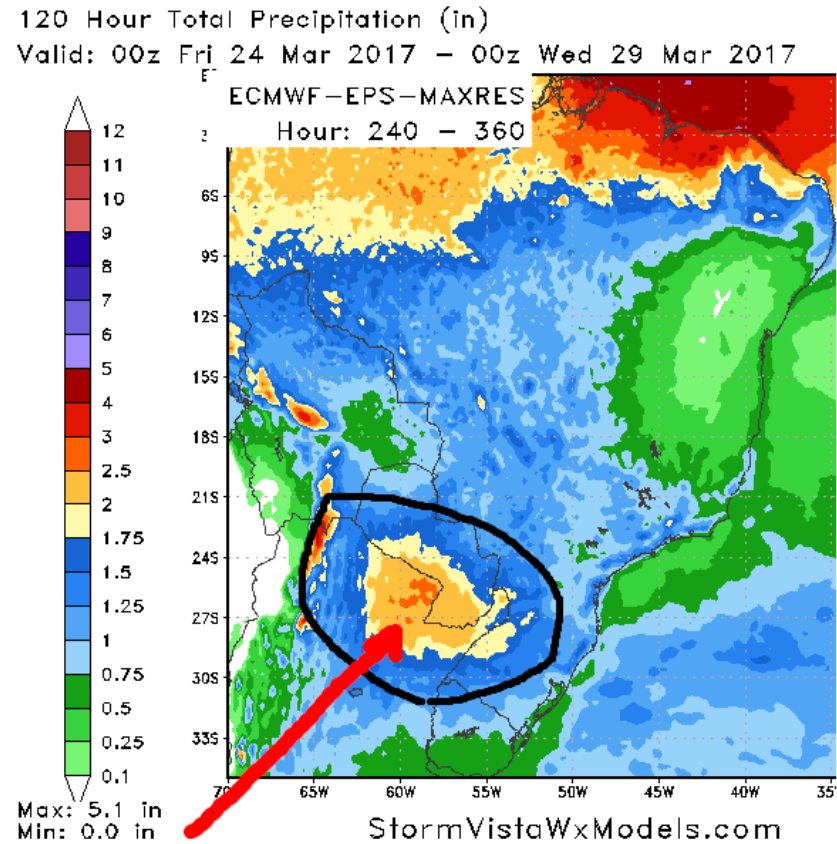 120 Hour Total Precipitation (in)
Valid: 00z Fri 24 Mar 2017 – 00z Wed 29 Mar 2017
ECMWF–EPS–MAXRES
Hour: 240 – 360
12
11
10
9
8
7
6
5
4
3
2.5
2
1.75
1.5
1.25
1
0.75
0.5
0.25
0.1
6S
9S
12S
15S
18S
21S
24S
27S
30S
33S
65W
60W
55W
50W
45W
40W
Max: 5.1 in
Min: 0.0 in
StormVistaWxModels.com